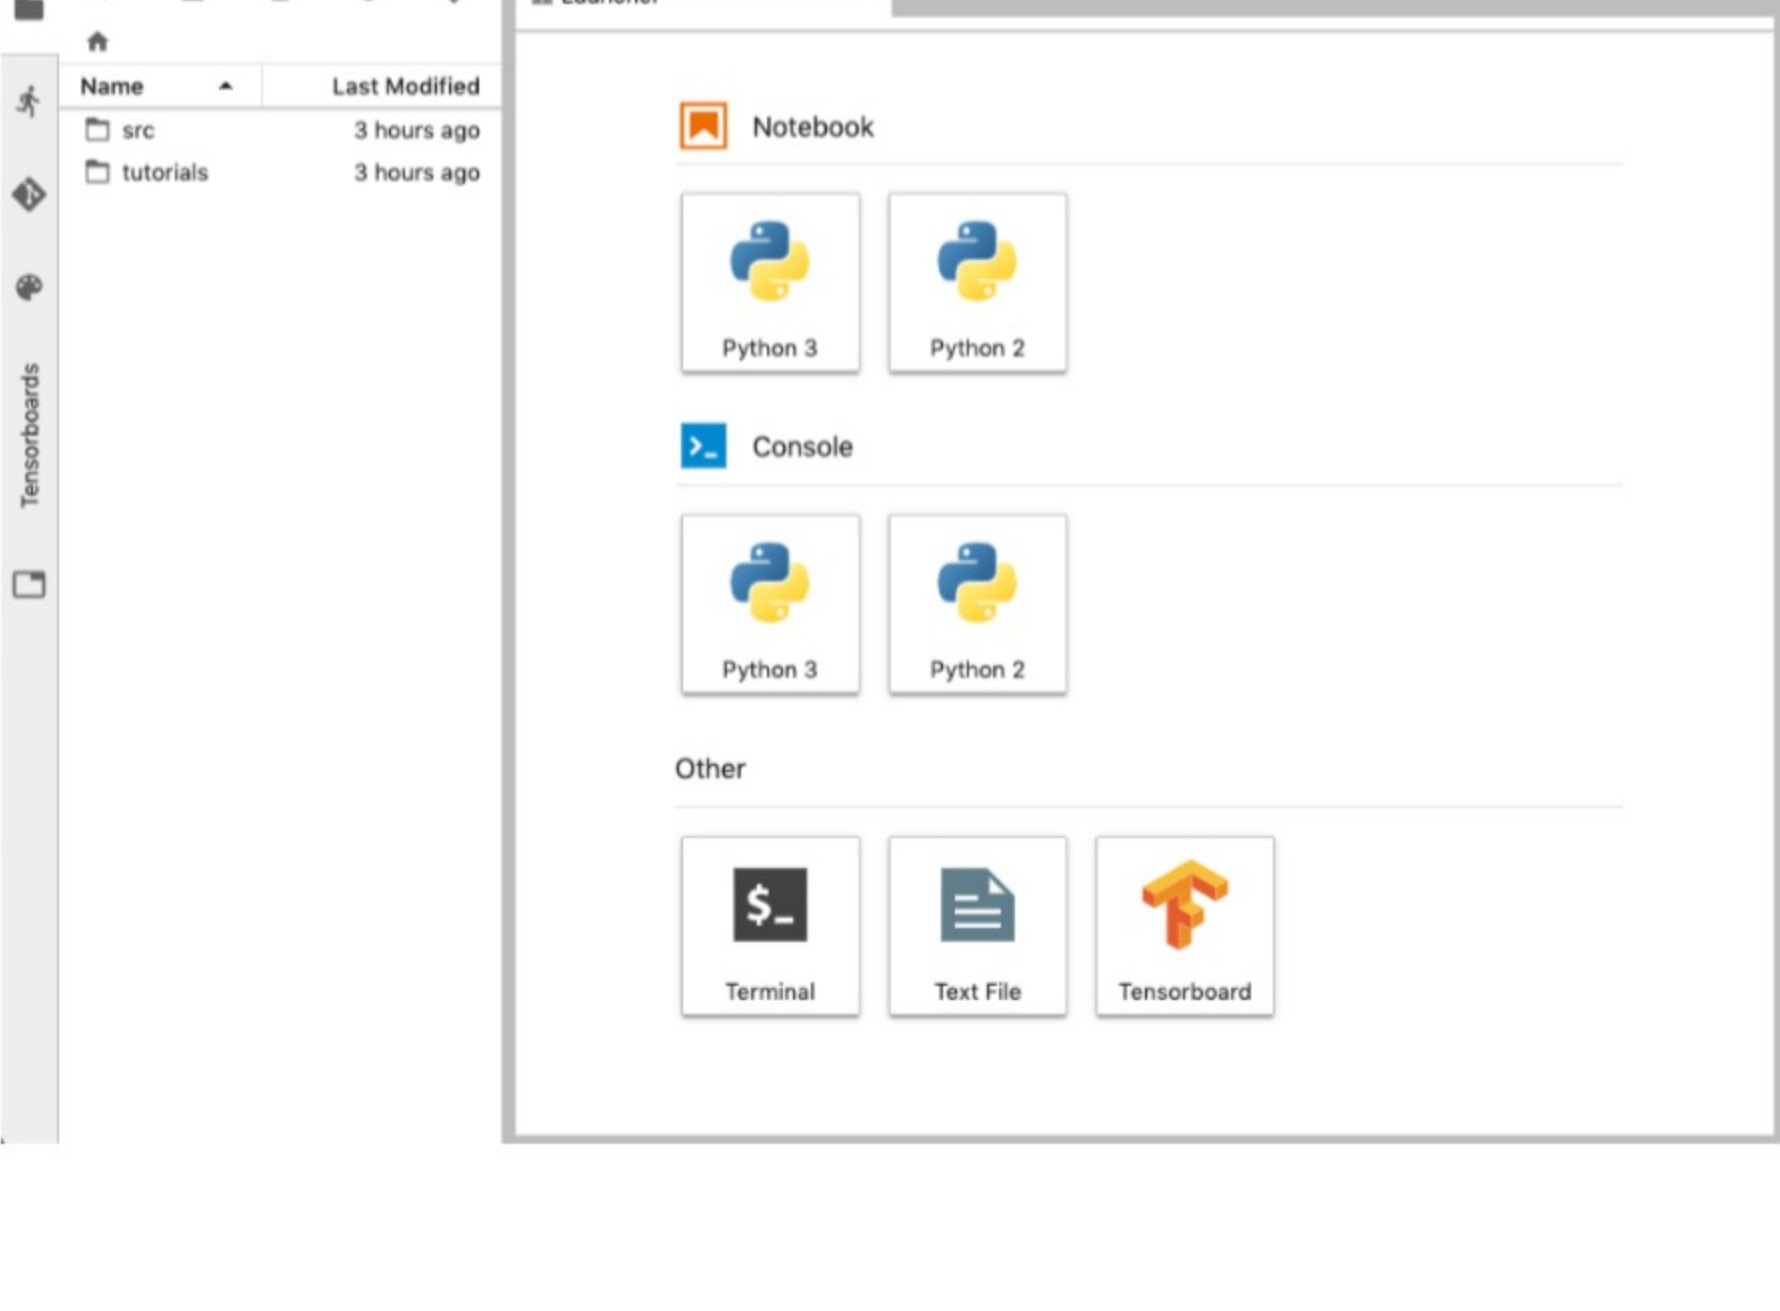 Launcher
Name
Last Modified
src
3 hours ago
tutorials
3 hours ago
Tensorboards
Notebook
Python 3
Python 2
>_ Console
Python 3
Python 2
Other
$_
Terminal
Text File
Tensorboard